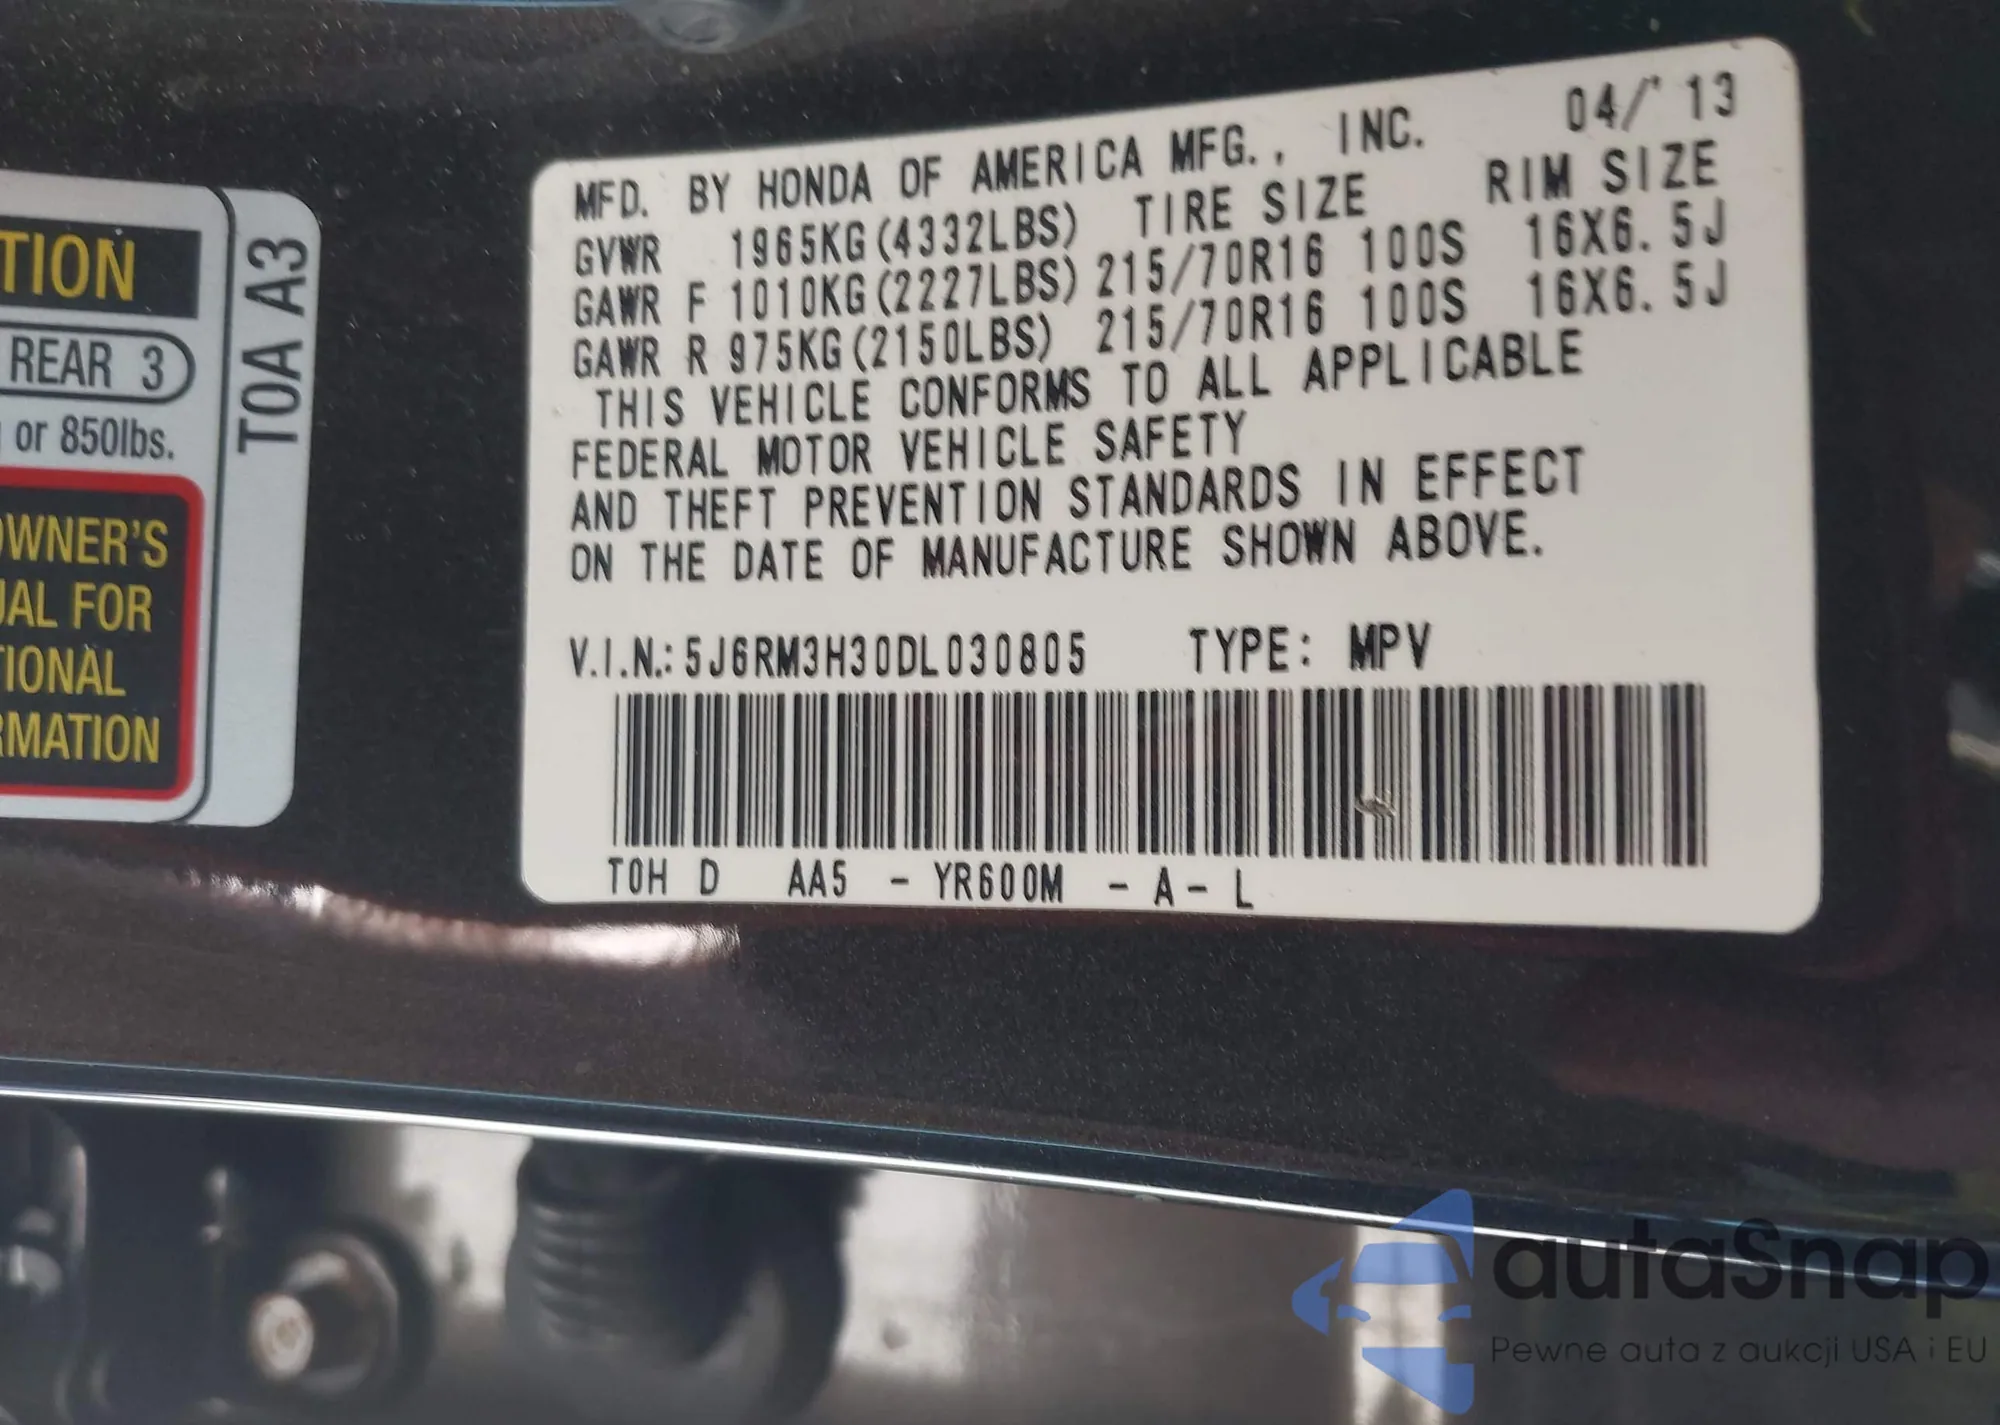 TION
REAR 3
or 850lbs.
OWNER'S
UAL FOR
TIONAL
RMATION
T0A A3
MFD. BY HONDA OF AMERICA MFG., INC. 04/'13
GVWR 1965KG(4332LBS) TIRE SIZE RIM SIZE
GAWR F 1010KG(2227LBS) 215/70R16 100S 16X6.5J
GAWR R 975KG(2150LBS) 215/70R16 100S 16X6.5J
THIS VEHICLE CONFORMS TO ALL APPLICABLE
FEDERAL MOTOR VEHICLE SAFETY
AND THEFT PREVENTION STANDARDS IN EFFECT
ON THE DATE OF MANUFACTURE SHOWN ABOVE.
V.I.N.: 5J6RM3H30DL030805 TYPE: MPV
T0H D AA5 - YR600M - A - L
autaSnap
Pewne auta z aukcji USA i EU